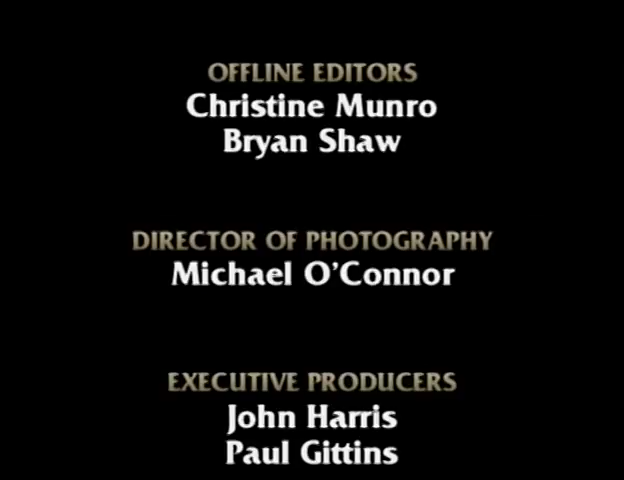 OFFLINE EDITORS
Christine Munro
Bryan Shaw
DIRECTOR OF PHOTOGRAPHY
Michael O'Connor
EXECUTIVE PRODUCERS
John Harris
Paul Gittins